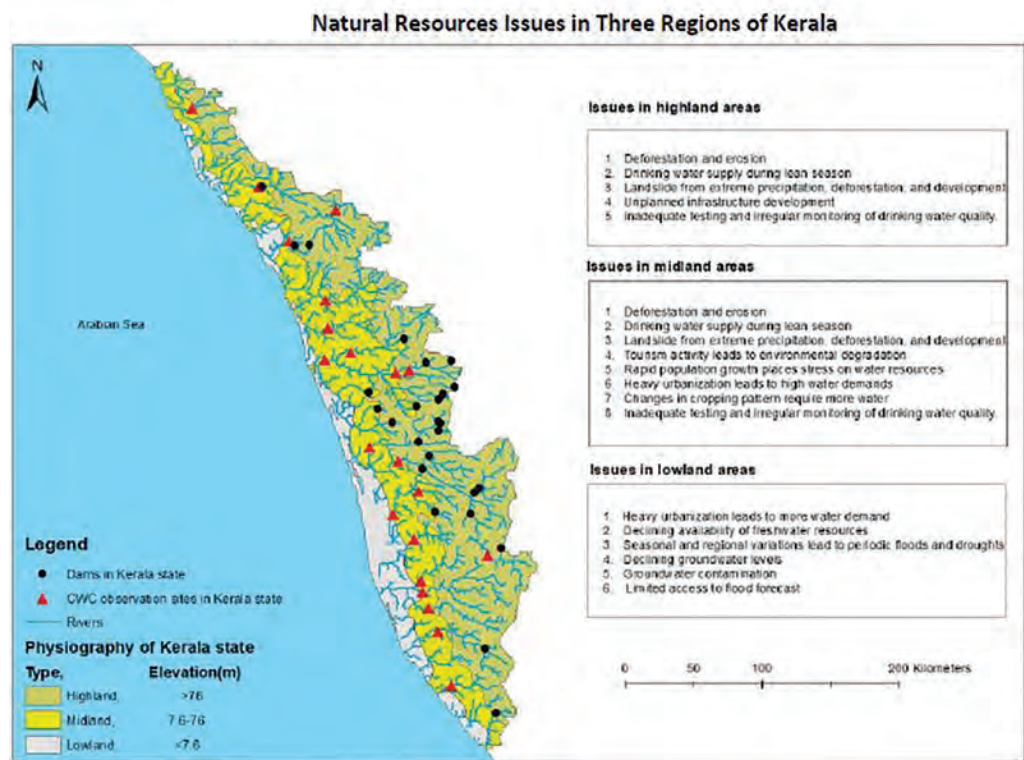 Natural Resources Issues in Three Regions of Kerala
N
Issues in highland areas
1. Deforestation and erosion
2. Drinking water supply during lean season
3. Landslide from extreme precipitation, deforestation, and development
4. Unplanned infrastructure development
5. Inadequate testing and irregular monitoring of drinking water quality.
Issues in midland areas
1. Deforestation and erosion
2. Drinking water supply during lean season
3. Landslide from extreme precipitation, deforestation, and development
4. Tourism activity leads to environmental degradation
5. Rapid population growth places stress on water resources
6. Heavy urbanization leads to high water demands
7. Changes in cropping pattern require more water
8. Inadequate testing and irregular monitoring of drinking water quality.
Issues in lowland areas
1. Heavy urbanization leads to more water demand
2. Declining availability of freshwater resources
3. Seasonal and regional variations lead to periodic floods and droughts
4. Declining groundwater levels
5. Groundwater contamination
6. Limited access to flood forecast
Arabian Sea
Legend
Dams in Kerala state
CWC observation sites in Kerala state
Rivers
Physiography of Kerala state
Type, Elevation(m)
Highland, >76
Midland, 7.6-76
Lowland, <7.6
0 50 100 200 Kilometers